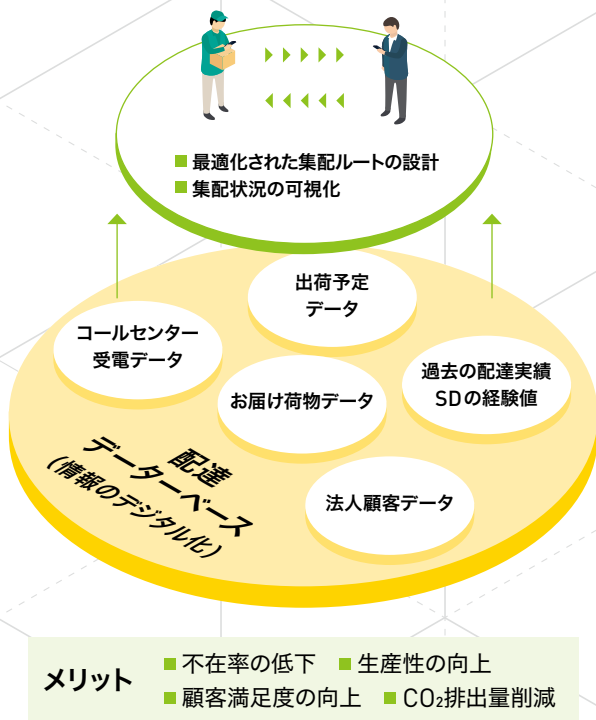 ■ 最適化された集配ルートの設計
■ 集配状況の可視化
出荷予定
データ
コールセンター
受電データ
過去の配達実績
SDの経験値
お届け荷物データ
法人顧客データ
配達
データーベース
(情報のデジタル化)
メリット
■ 不在率の低下 ■ 生産性の向上
■ 顧客満足度の向上 ■ CO₂排出量削減